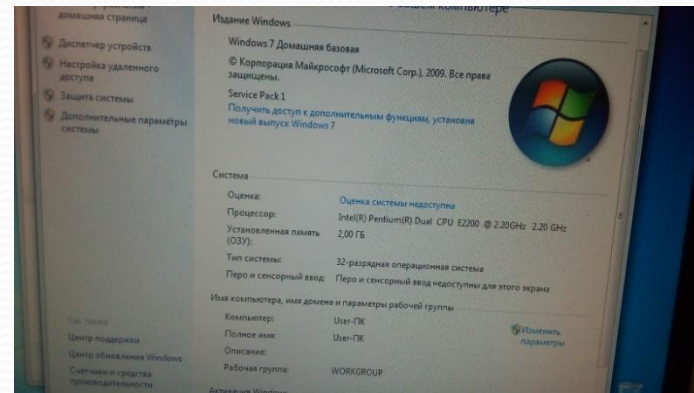 домашняя страница
Диспетчер устройств
Настройка удаленного
доступа
Защита системы
Дополнительные параметры
системы
Издание Windows
компьютере
Windows 7 Домашняя базовая
© Корпорация Майкрософт (Microsoft Corp.), 2009. Все права
защищены.
Service Pack 1
Получить доступ к дополнительным функциям, установив
новый выпуск Windows 7
Система
Оценка: Оценка системы недоступна
Процессор: Intel(R) Pentium(R) Dual CPU E2200 @ 2.20GHz 2.20 GHz
Установленная память
(ОЗУ): 2,00 ГБ
Тип системы: 32-разрядная операционная система
Перо и сенсорный ввод: Перо и сенсорный ввод недоступны для этого экрана
Имя компьютера, имя домена и параметры рабочей группы
Компьютер: User-ПК
Изменить
параметры
Полное имя: User-ПК
Описание:
Рабочая группа: WORKGROUP
Активация Windows
См. также
Центр поддержки
Центр обновления Windows
Счетчики и средства
производительности